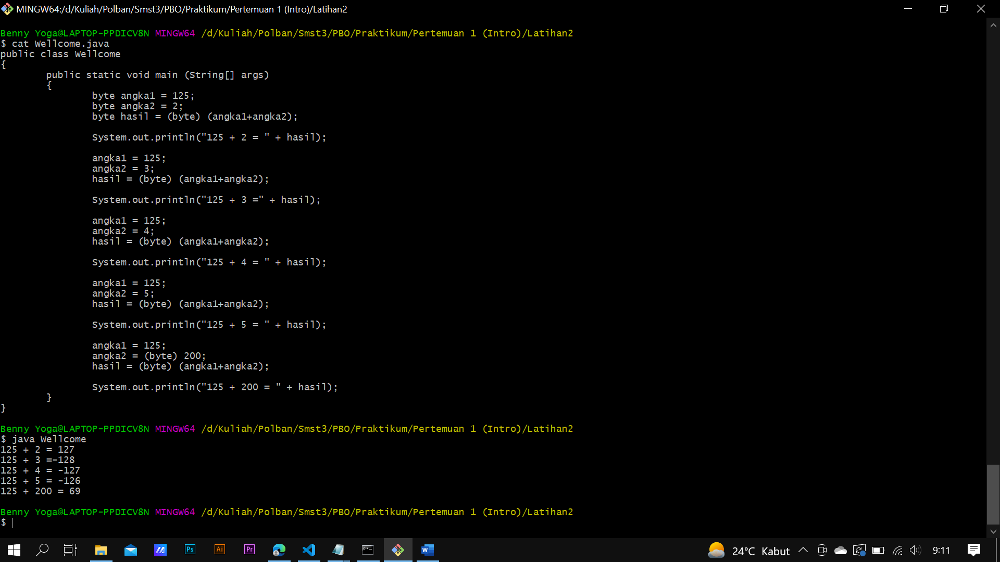 MINGW64:/d/Kuliah/Polban/Smst3/PBO/Praktikum/Pertemuan 1 (Intro)/Latihan2
Benny Yoga@LAPTOP-PPDICV8N MINGW64 /d/Kuliah/Polban/Smst3/PBO/Praktikum/Pertemuan 1 (Intro)/Latihan2
$ cat Wellcome.java
public class Wellcome
{
        public static void main (String[] args)
        {
                byte angka1 = 125;
                byte angka2 = 2;
                byte hasil = (byte) (angka1+angka2);

                System.out.println("125 + 2 = " + hasil);

                angka1 = 125;
                angka2 = 3;
                hasil = (byte) (angka1+angka2);

                System.out.println("125 + 3 =" + hasil);

                angka1 = 125;
                angka2 = 4;
                hasil = (byte) (angka1+angka2);

                System.out.println("125 + 4 = " + hasil);

                angka1 = 125;
                angka2 = 5;
                hasil = (byte) (angka1+angka2);

                System.out.println("125 + 5 = " + hasil);

                angka1 = 125;
                angka2 = (byte) 200;
                hasil = (byte) (angka1+angka2);

                System.out.println("125 + 200 = " + hasil);
        }
}

Benny Yoga@LAPTOP-PPDICV8N MINGW64 /d/Kuliah/Polban/Smst3/PBO/Praktikum/Pertemuan 1 (Intro)/Latihan2
$ java Wellcome
125 + 2 = 127
125 + 3 =-128
125 + 4 = -127
125 + 5 = -126
125 + 200 = 69

Benny Yoga@LAPTOP-PPDICV8N MINGW64 /d/Kuliah/Polban/Smst3/PBO/Praktikum/Pertemuan 1 (Intro)/Latihan2
$
Ps Ai Pr W 24°C Kabut 9:11